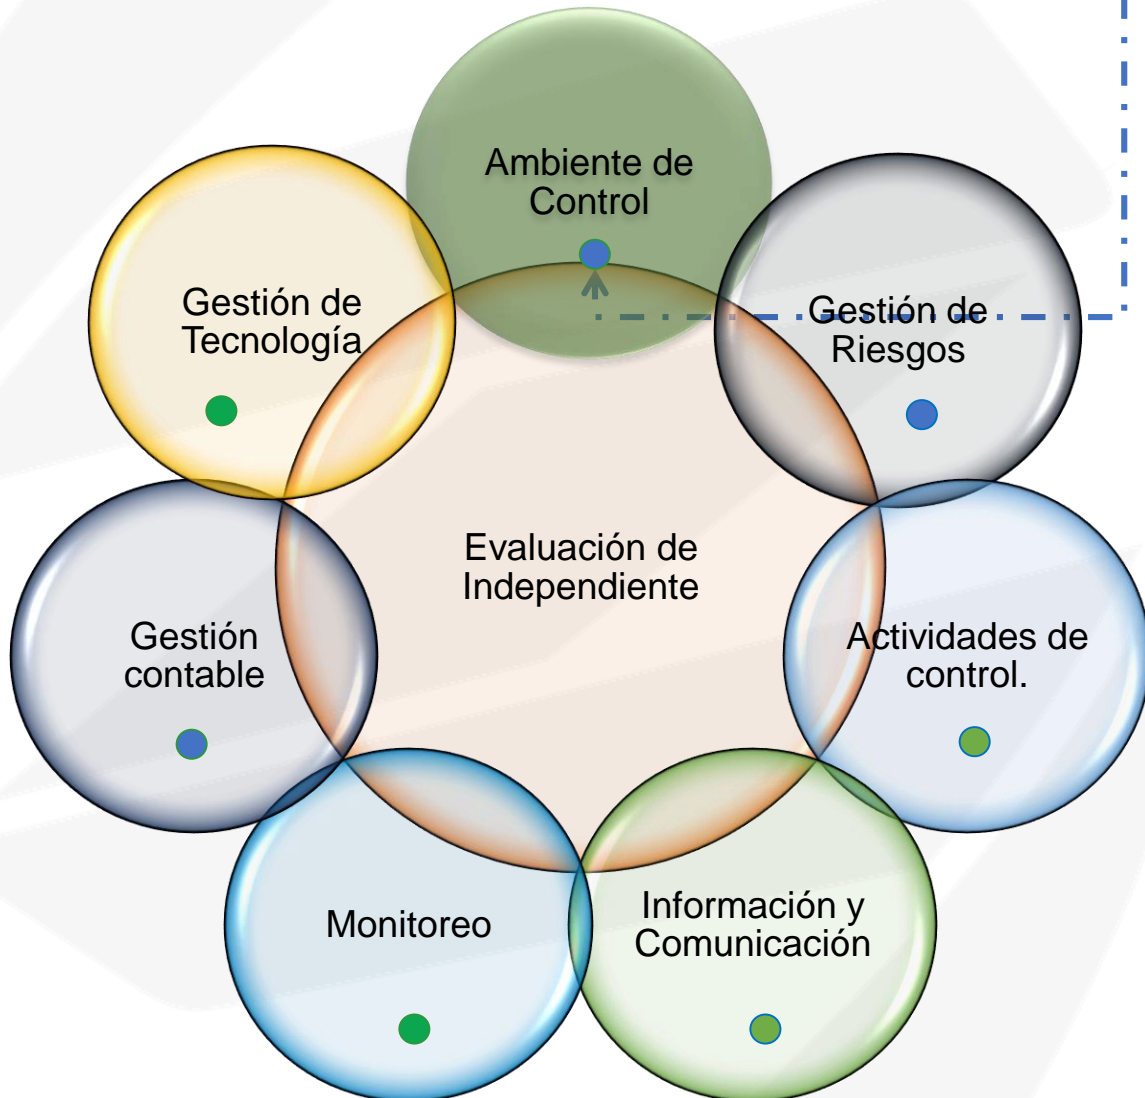 Ambiente de
Control
Gestión de
Riesgos
Actividades de
control.
Información y
Comunicación
Monitoreo
Gestión
contable
Gestión de
Tecnología
Evaluación de
Independiente